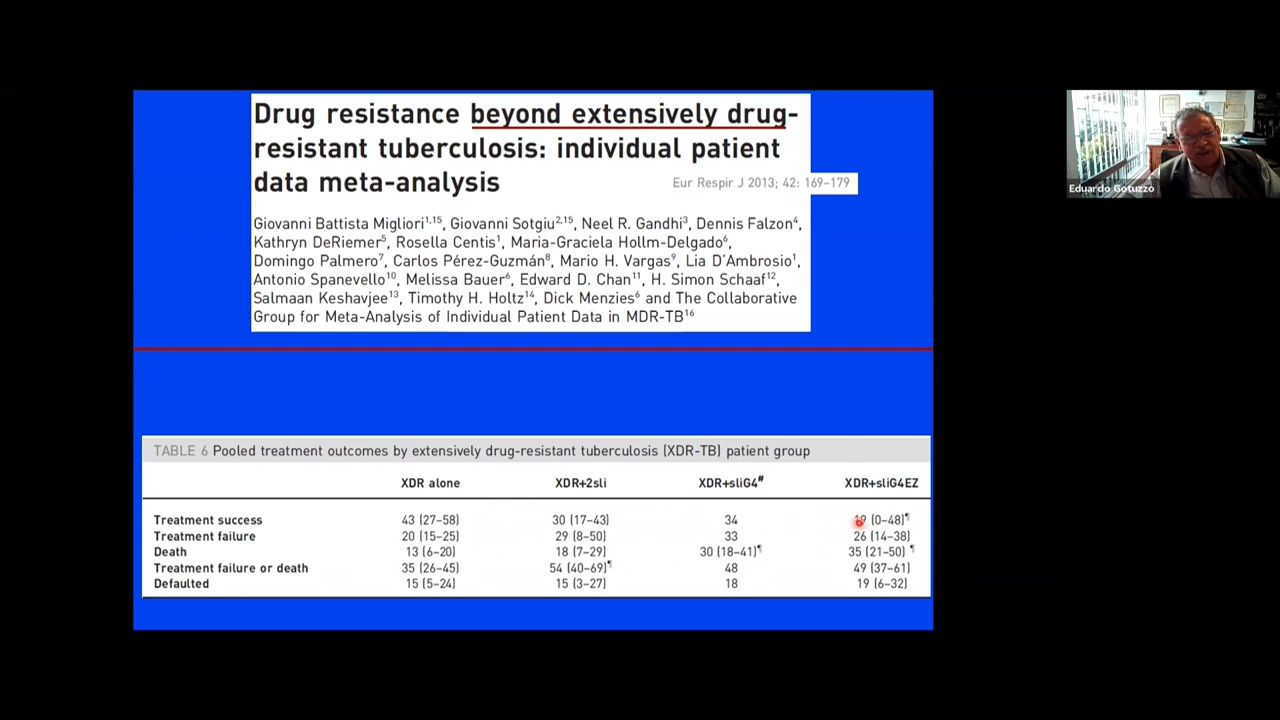 Drug resistance beyond extensively drug-
resistant tuberculosis: individual patient
data meta-analysis
Eur Respir J 2013; 42: 169–179
Giovanni Battista Migliori1,15, Giovanni Sotgiu2,15, Neel R. Gandhi3, Dennis Falzon4,
Kathryn DeRiemer5, Rosella Centis1, Maria-Graciela Hollm-Delgado6,
Domingo Palmero7, Carlos Pérez-Guzmán8, Mario H. Vargas9, Lia D'Ambrosio1,
Antonio Spanevello10, Melissa Bauer6, Edward D. Chan11, H. Simon Schaaf12,
Salmaan Keshavjee13, Timothy H. Holtz14, Dick Menzies6 and The Collaborative
Group for Meta-Analysis of Individual Patient Data in MDR-TB16
Eduardo Gotuzzo
TABLE 6 Pooled treatment outcomes by extensively drug-resistant tuberculosis (XDR-TB) patient group
XDR alone XDR+2sli XDR+sliG4# XDR+sliG4EZ
Treatment success 43 (27–58) 30 (17–43) 34 (0–48)¶
Treatment failure 20 (15–25) 29 (8–50) 33 26 (14–38)
Death 13 (6–20) 18 (7–29) 30 (18–41)¶ 35 (21–50) ¶
Treatment failure or death 35 (26–45) 54 (40–69)¶ 48 49 (37–61)
Defaulted 15 (5–24) 15 (3–27) 18 19 (6–32)